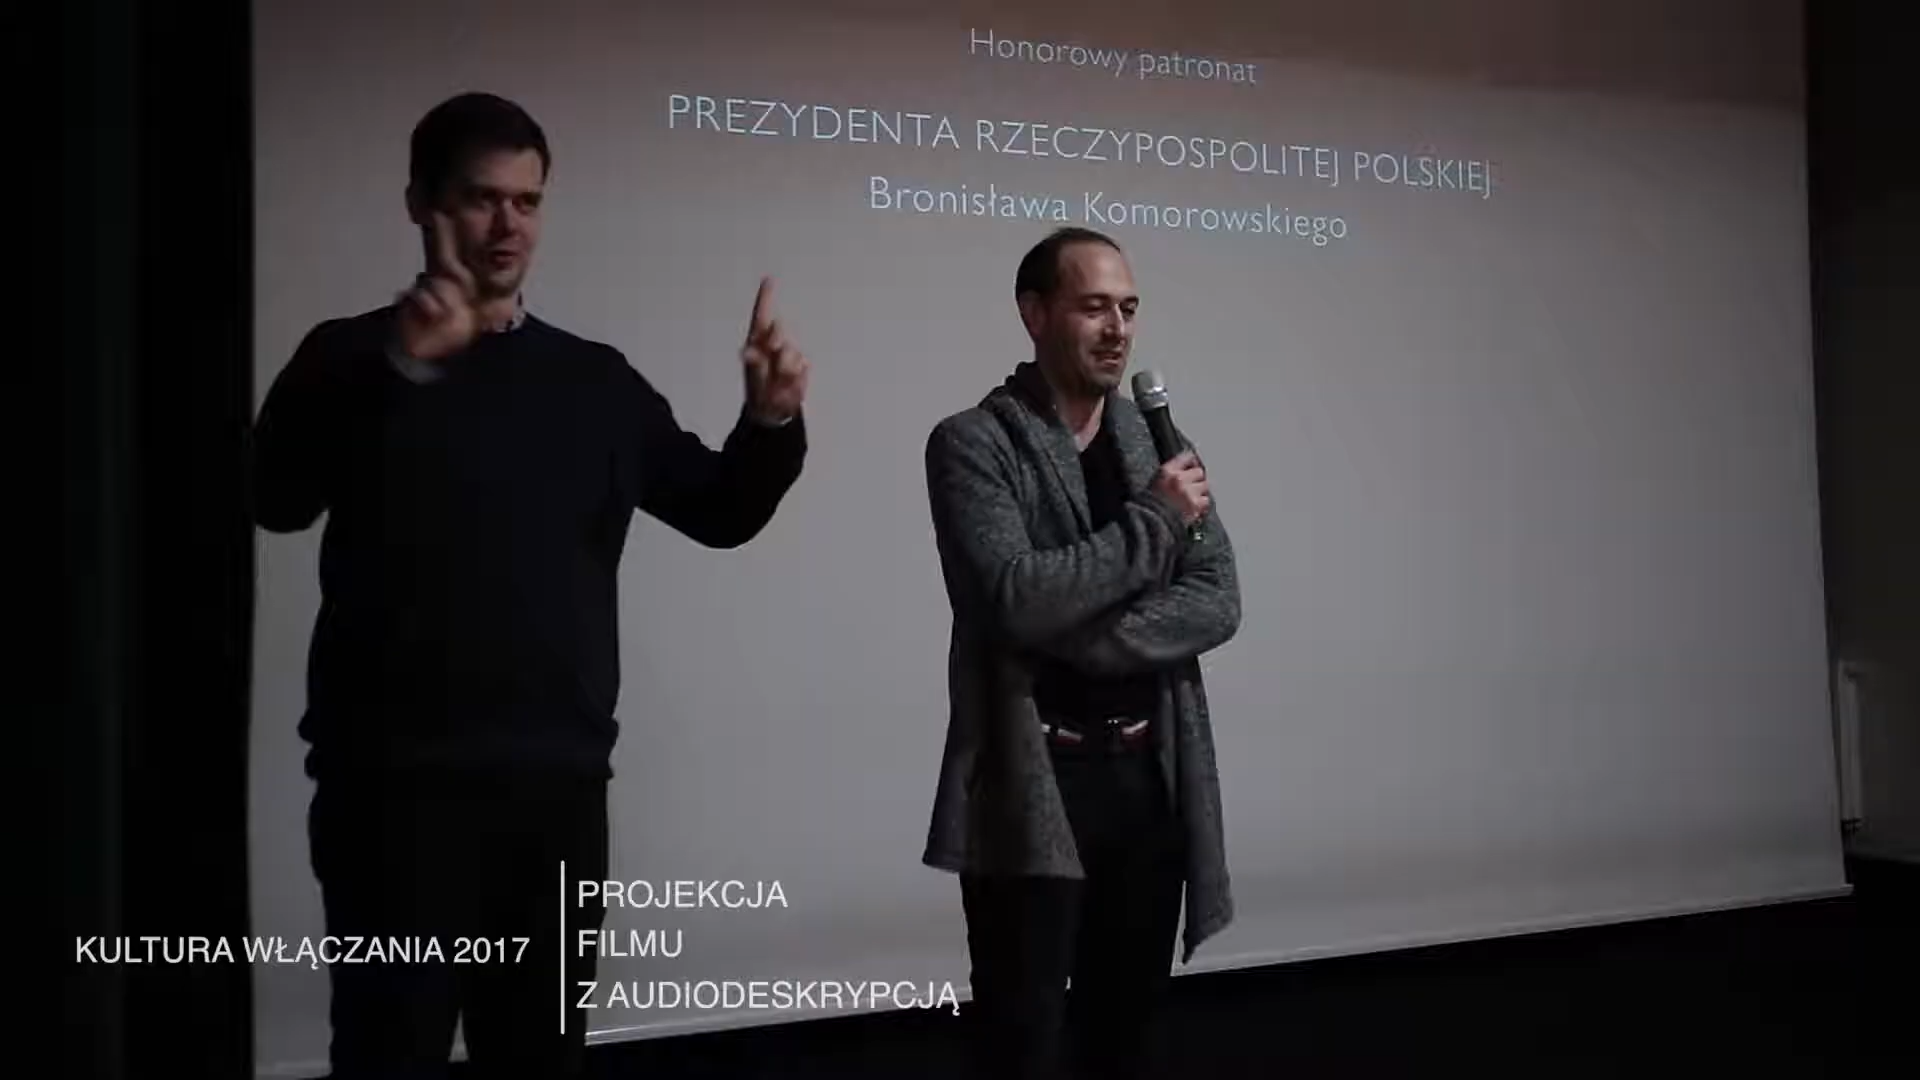 Honorowy patronat
PREZYDENTA RZECZYPOSPOLITEJ POLSKIEJ
Bronisława Komorowskiego
KULTURA WŁĄCZANIA 2017
PROJEKCJA
FILMU
Z AUDIODESKRYPCJĄ